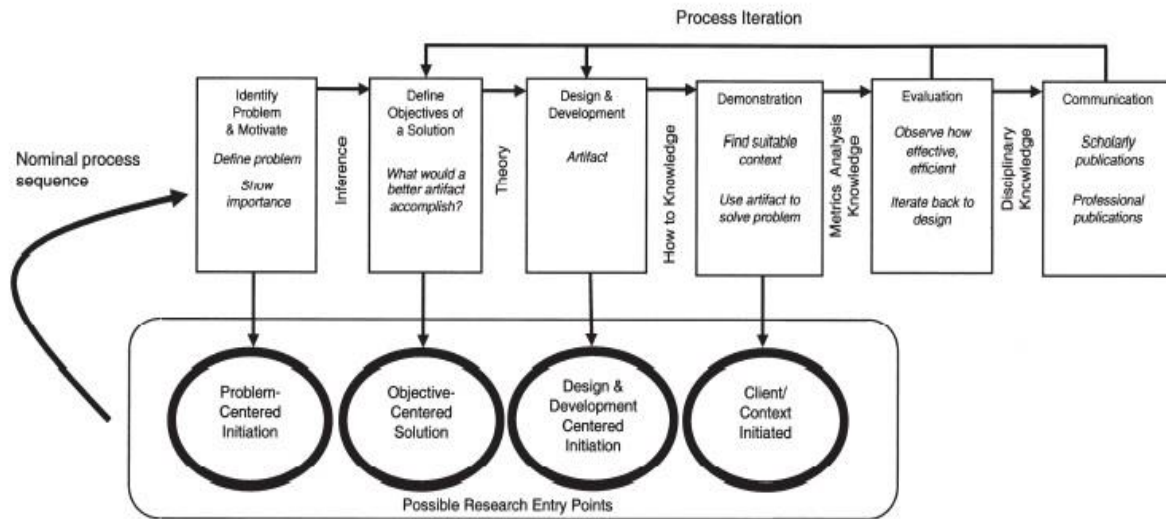 Process Iteration
Nominal process
sequence
Identify
Problem
& Motivate
Define problem
Show
importance
Inference
Define
Objectives of
a Solution
What would a
better artifact
accomplish?
Theory
Design &
Development
Artifact
How to Knowledge
Demonstration
Find suitable
context
Use artifact to
solve problem
Metrics Analysis
Knowledge
Evaluation
Observe how
effective,
efficient
Iterate back to
design
Disciplinary
Knowledge
Communication
Scholarly
publications
Professional
publications
Problem-
Centered
Initiation
Objective-
Centered
Solution
Design &
Development
Centered
Initiation
Client/
Context
Initiated
Possible Research Entry Points